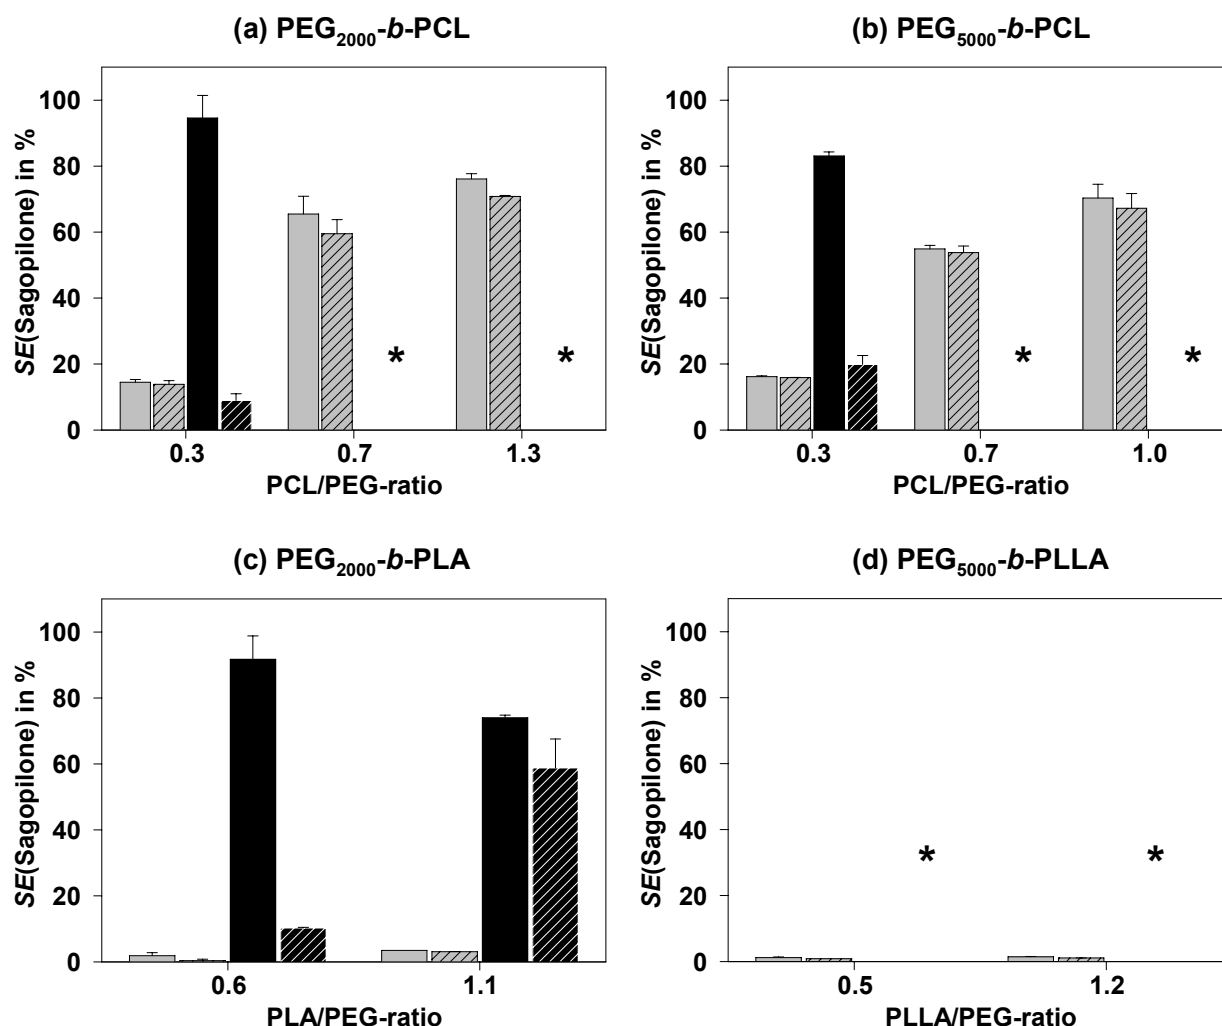 (a) PEG2000-b-PCL
SE(Sagopilone) in %
100
80
60
40
20
0
* *
0.3 0.7 1.3
PCL/PEG-ratio
(b) PEG5000-b-PCL
SE(Sagopilone) in %
100
80
60
40
20
0
* *
0.3 0.7 1.0
PCL/PEG-ratio
(c) PEG2000-b-PLA
SE(Sagopilone) in %
100
80
60
40
20
0
0.6 1.1
PLA/PEG-ratio
(d) PEG5000-b-PLLA
SE(Sagopilone) in %
100
80
60
40
20
0
* *
0.5 1.2
PLLA/PEG-ratio